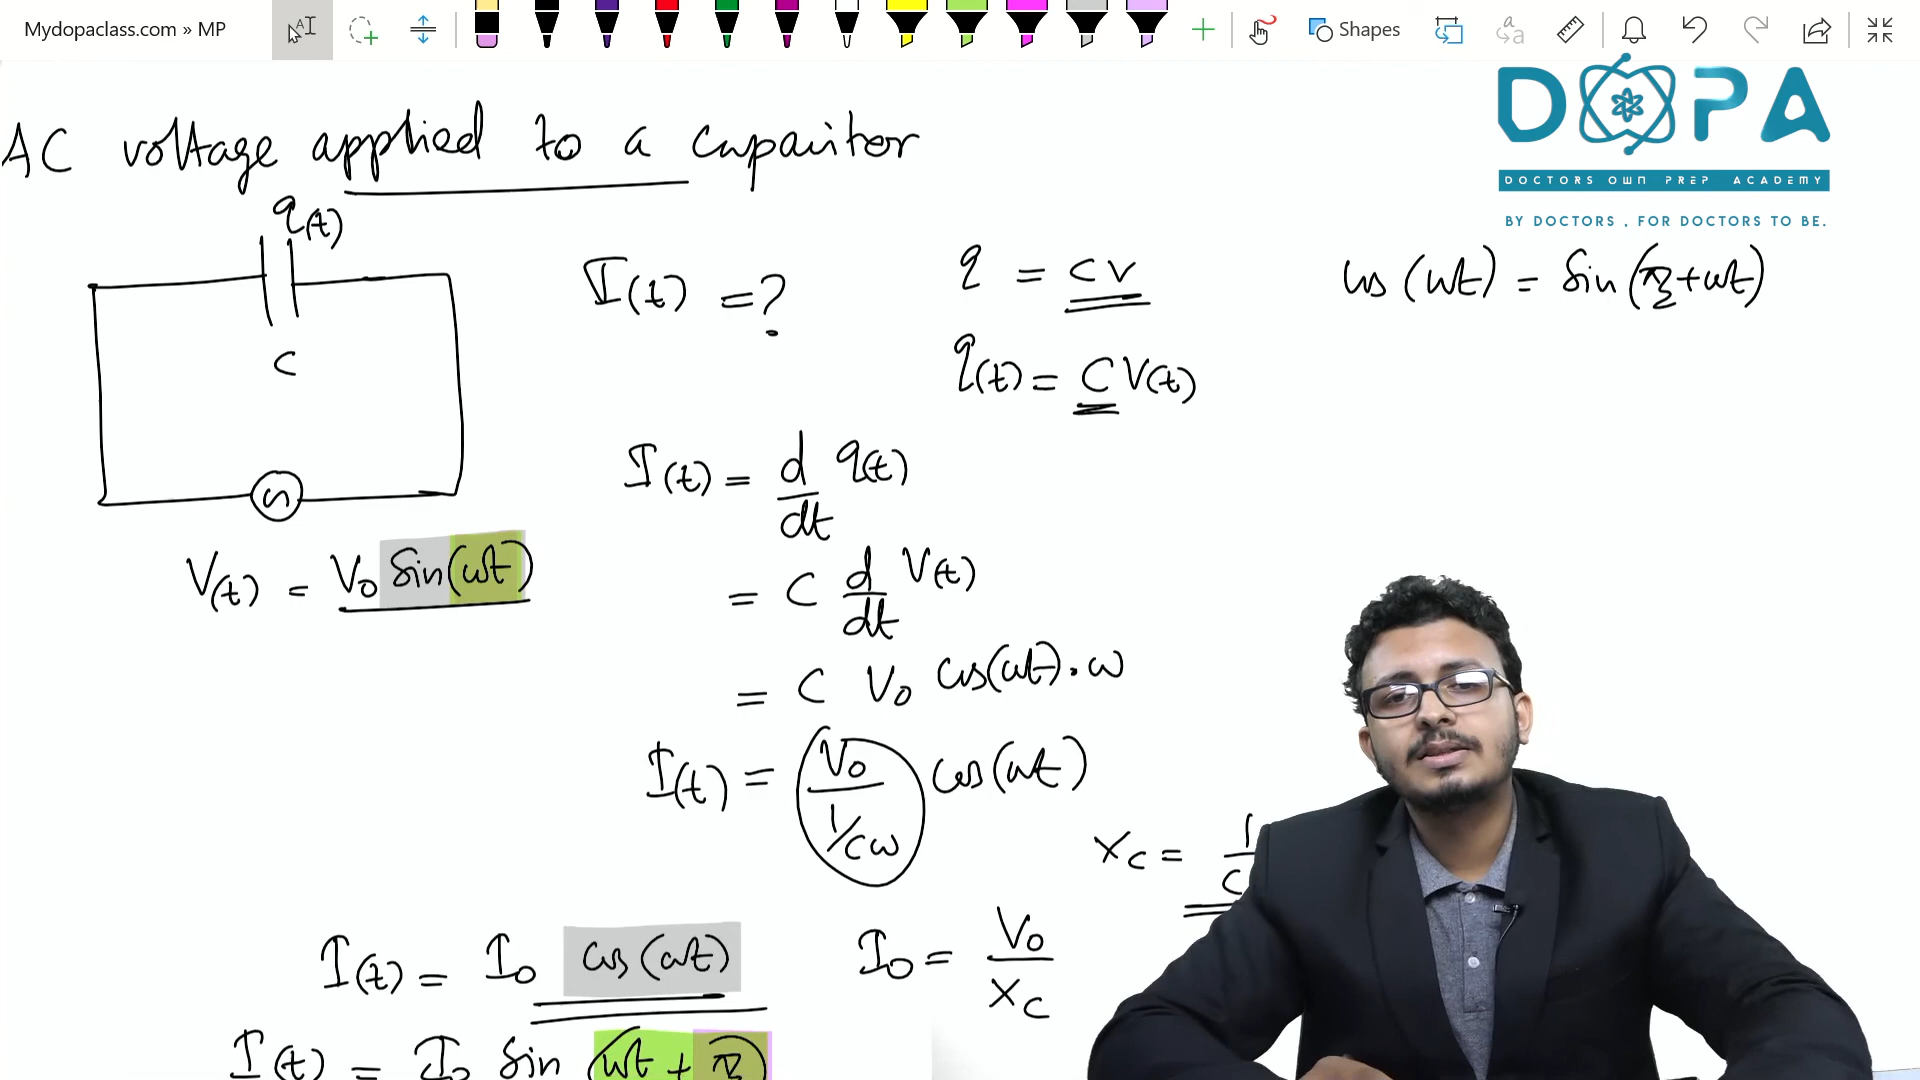 Mydopaclass.com » MP
Shapes
DOPA
DOCTORS OWN PREP ACADEMY
BY DOCTORS , FOR DOCTORS TO BE.
AC voltage applied to a capacitor
q(t)
C
V(t) = V₀ Sin(ωt)
I(t) = ?
q = CV
q(t) = C V(t)
cos (ωt) = Sin(π/2+ωt)
I(t) = d/dt q(t)
= C d/dt V(t)
= C V₀ cos(ωt).ω
I(t) = V₀/(1/Cω) cos(ωt)
Xc = 1/C
I(t) = I₀ cos(ωt)
I₀ = V₀/Xc
I(t) = I₀ Sin (ωt + π